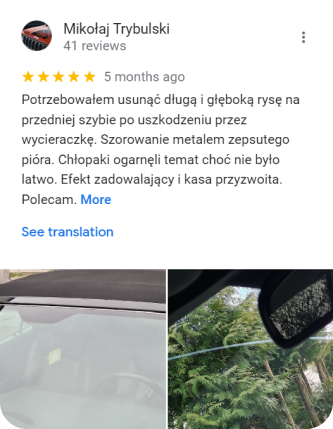 Mikołaj Trybulski
41 reviews
5 months ago
Potrzebowałem usunąć długą i głęboką rysę na
przedniej szybie po uszkodzeniu przez
wycieraczkę. Szorowanie metalem zepsutego
pióra. Chłopaki ogarnęli temat choć nie było
łatwo. Efekt zadowalający i kasa przyzwoita.
Polecam. More
See translation